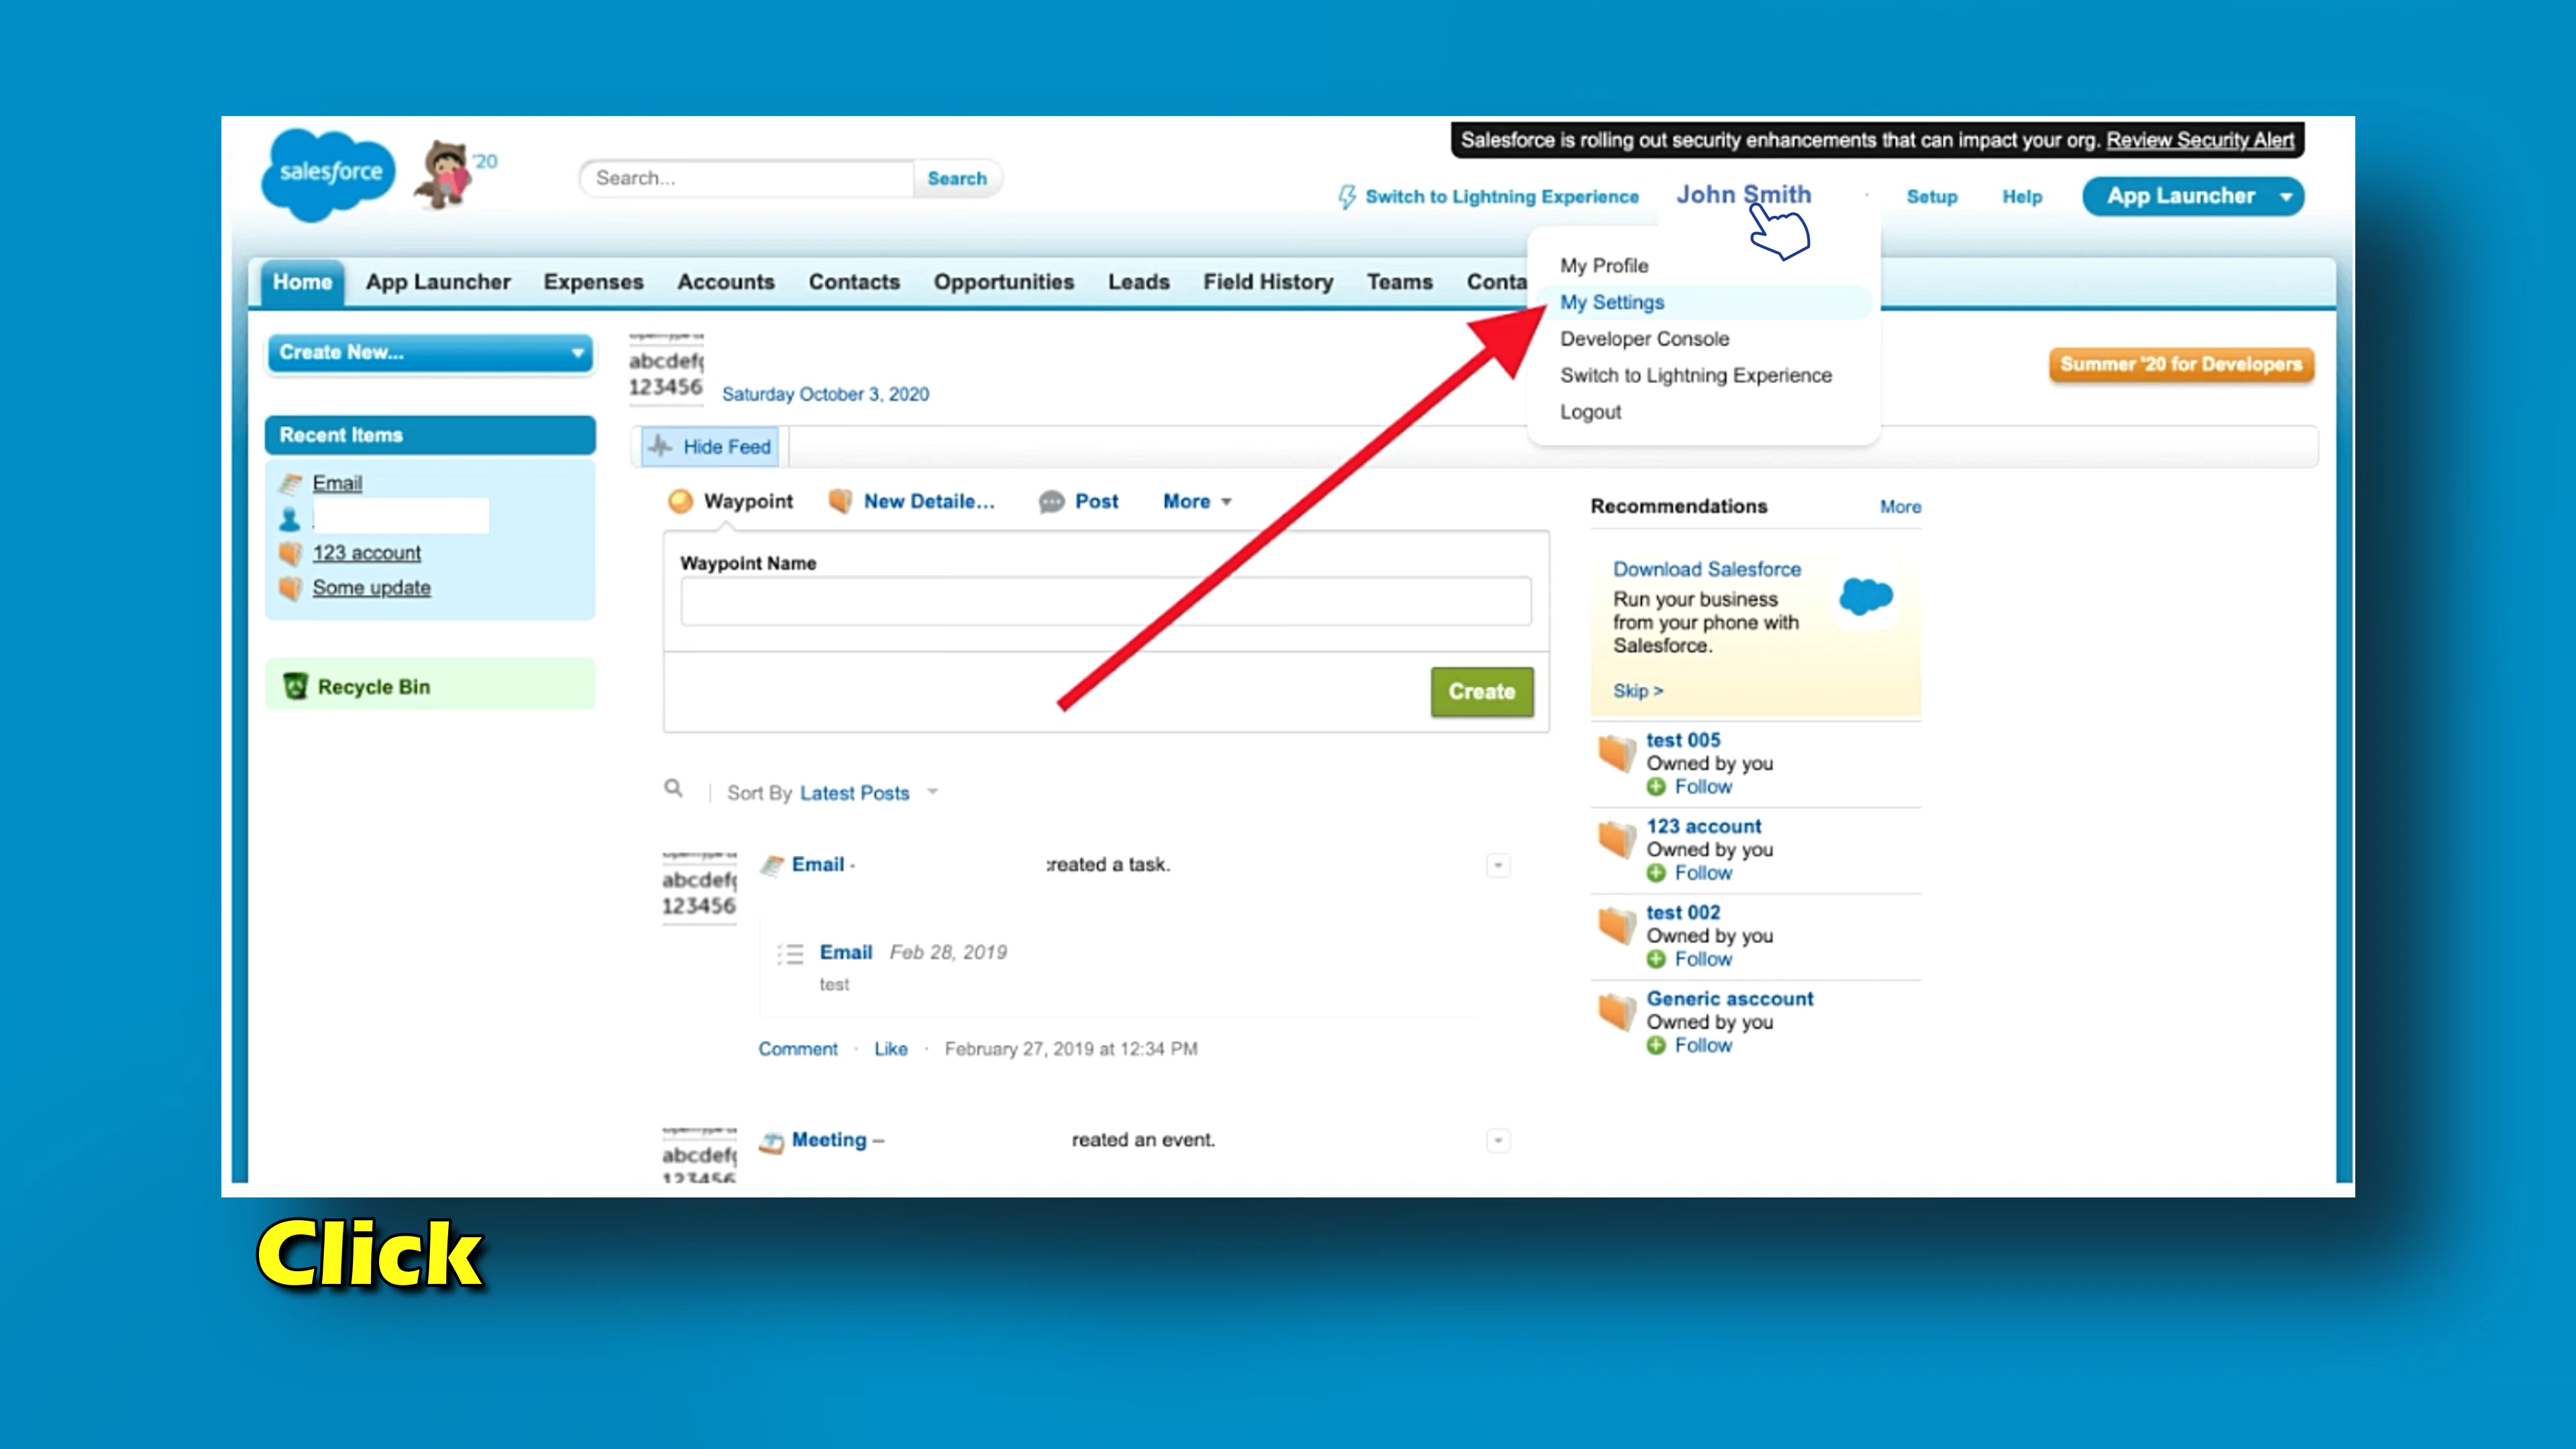 Salesforce is rolling out security enhancements that can impact your org. Review Security Alert
salesforce
'20
Search...
Search
Switch to Lightning Experience
John Smith
Setup
Help
App Launcher
Home
App Launcher
Expenses
Accounts
Contacts
Opportunities
Leads
Field History
Teams
Conta
My Profile
My Settings
Developer Console
Switch to Lightning Experience
Logout
Create New...
abcdef
123456
Saturday October 3, 2020
Summer '20 for Developers
Recent Items
Email
123 account
Some update
Recycle Bin
Hide Feed
Waypoint
New Detaile...
Post
More
Waypoint Name
Create
Recommendations
More
Download Salesforce
Run your business
from your phone with
Salesforce.
Skip >
test 005
Owned by you
Follow
123 account
Owned by you
Follow
test 002
Owned by you
Follow
Generic asccount
Owned by you
Follow
Sort By Latest Posts
abcdef
123456
Email -
reated a task.
Email Feb 28, 2019
test
Comment · Like · February 27, 2019 at 12:34 PM
abcdef
123456
Meeting –
reated an event.
Click